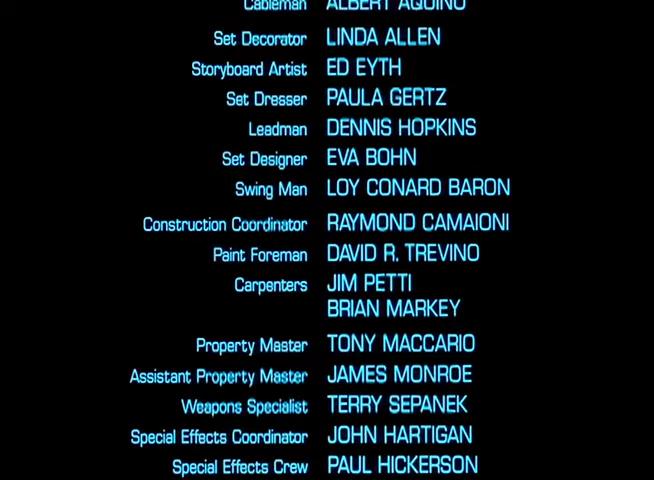 Cableman ALBERT AQUINO
Set Decorator LINDA ALLEN
Storyboard Artist ED EYTH
Set Dresser PAULA GERTZ
Leadman DENNIS HOPKINS
Set Designer EVA BOHN
Swing Man LOY CONARD BARON
Construction Coordinator RAYMOND CAMAIONI
Paint Foreman DAVID R. TREVINO
Carpenters JIM PETTI
BRIAN MARKEY
Property Master TONY MACCARIO
Assistant Property Master JAMES MONROE
Weapons Specialist TERRY SEPANEK
Special Effects Coordinator JOHN HARTIGAN
Special Effects Crew PAUL HICKERSON